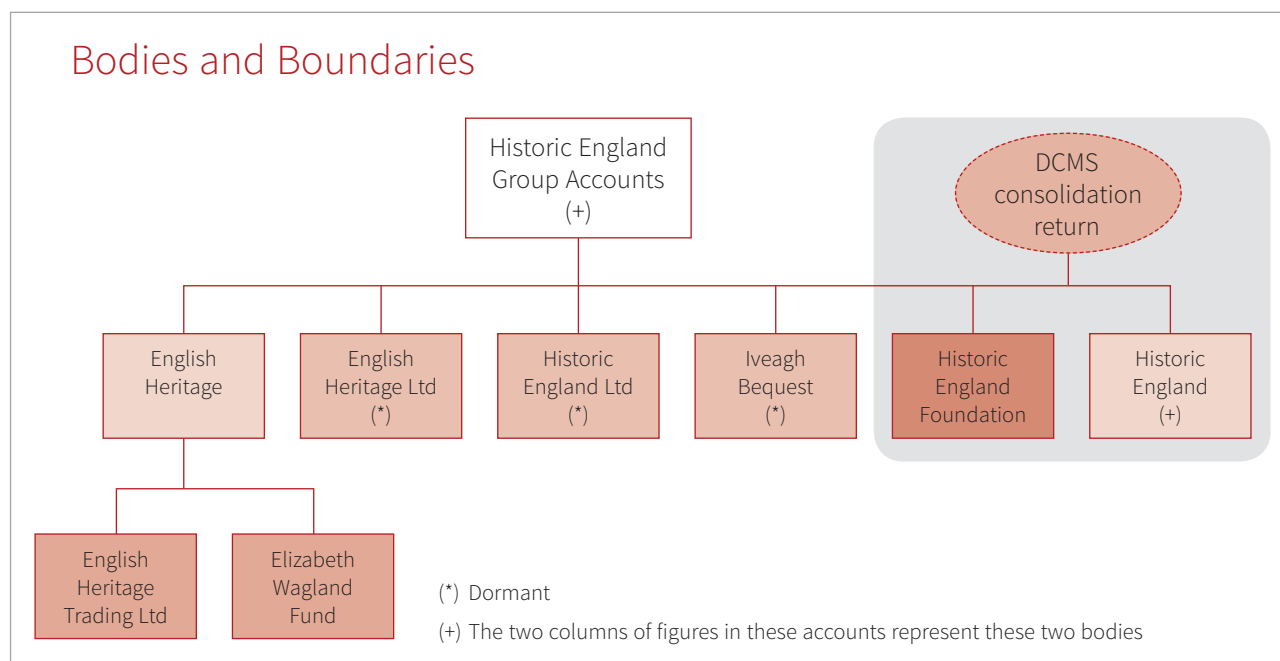 Bodies and Boundaries
Historic England
Group Accounts
(+)
DCMS
consolidation
return
English
Heritage
English
Heritage Ltd
(*)
Historic
England Ltd
(*)
Iveagh
Bequest
(*)
Historic
England
Foundation
Historic
England
(+)
English
Heritage
Trading Ltd
Elizabeth
Wagland
Fund
(*) Dormant
(+) The two columns of figures in these accounts represent these two bodies